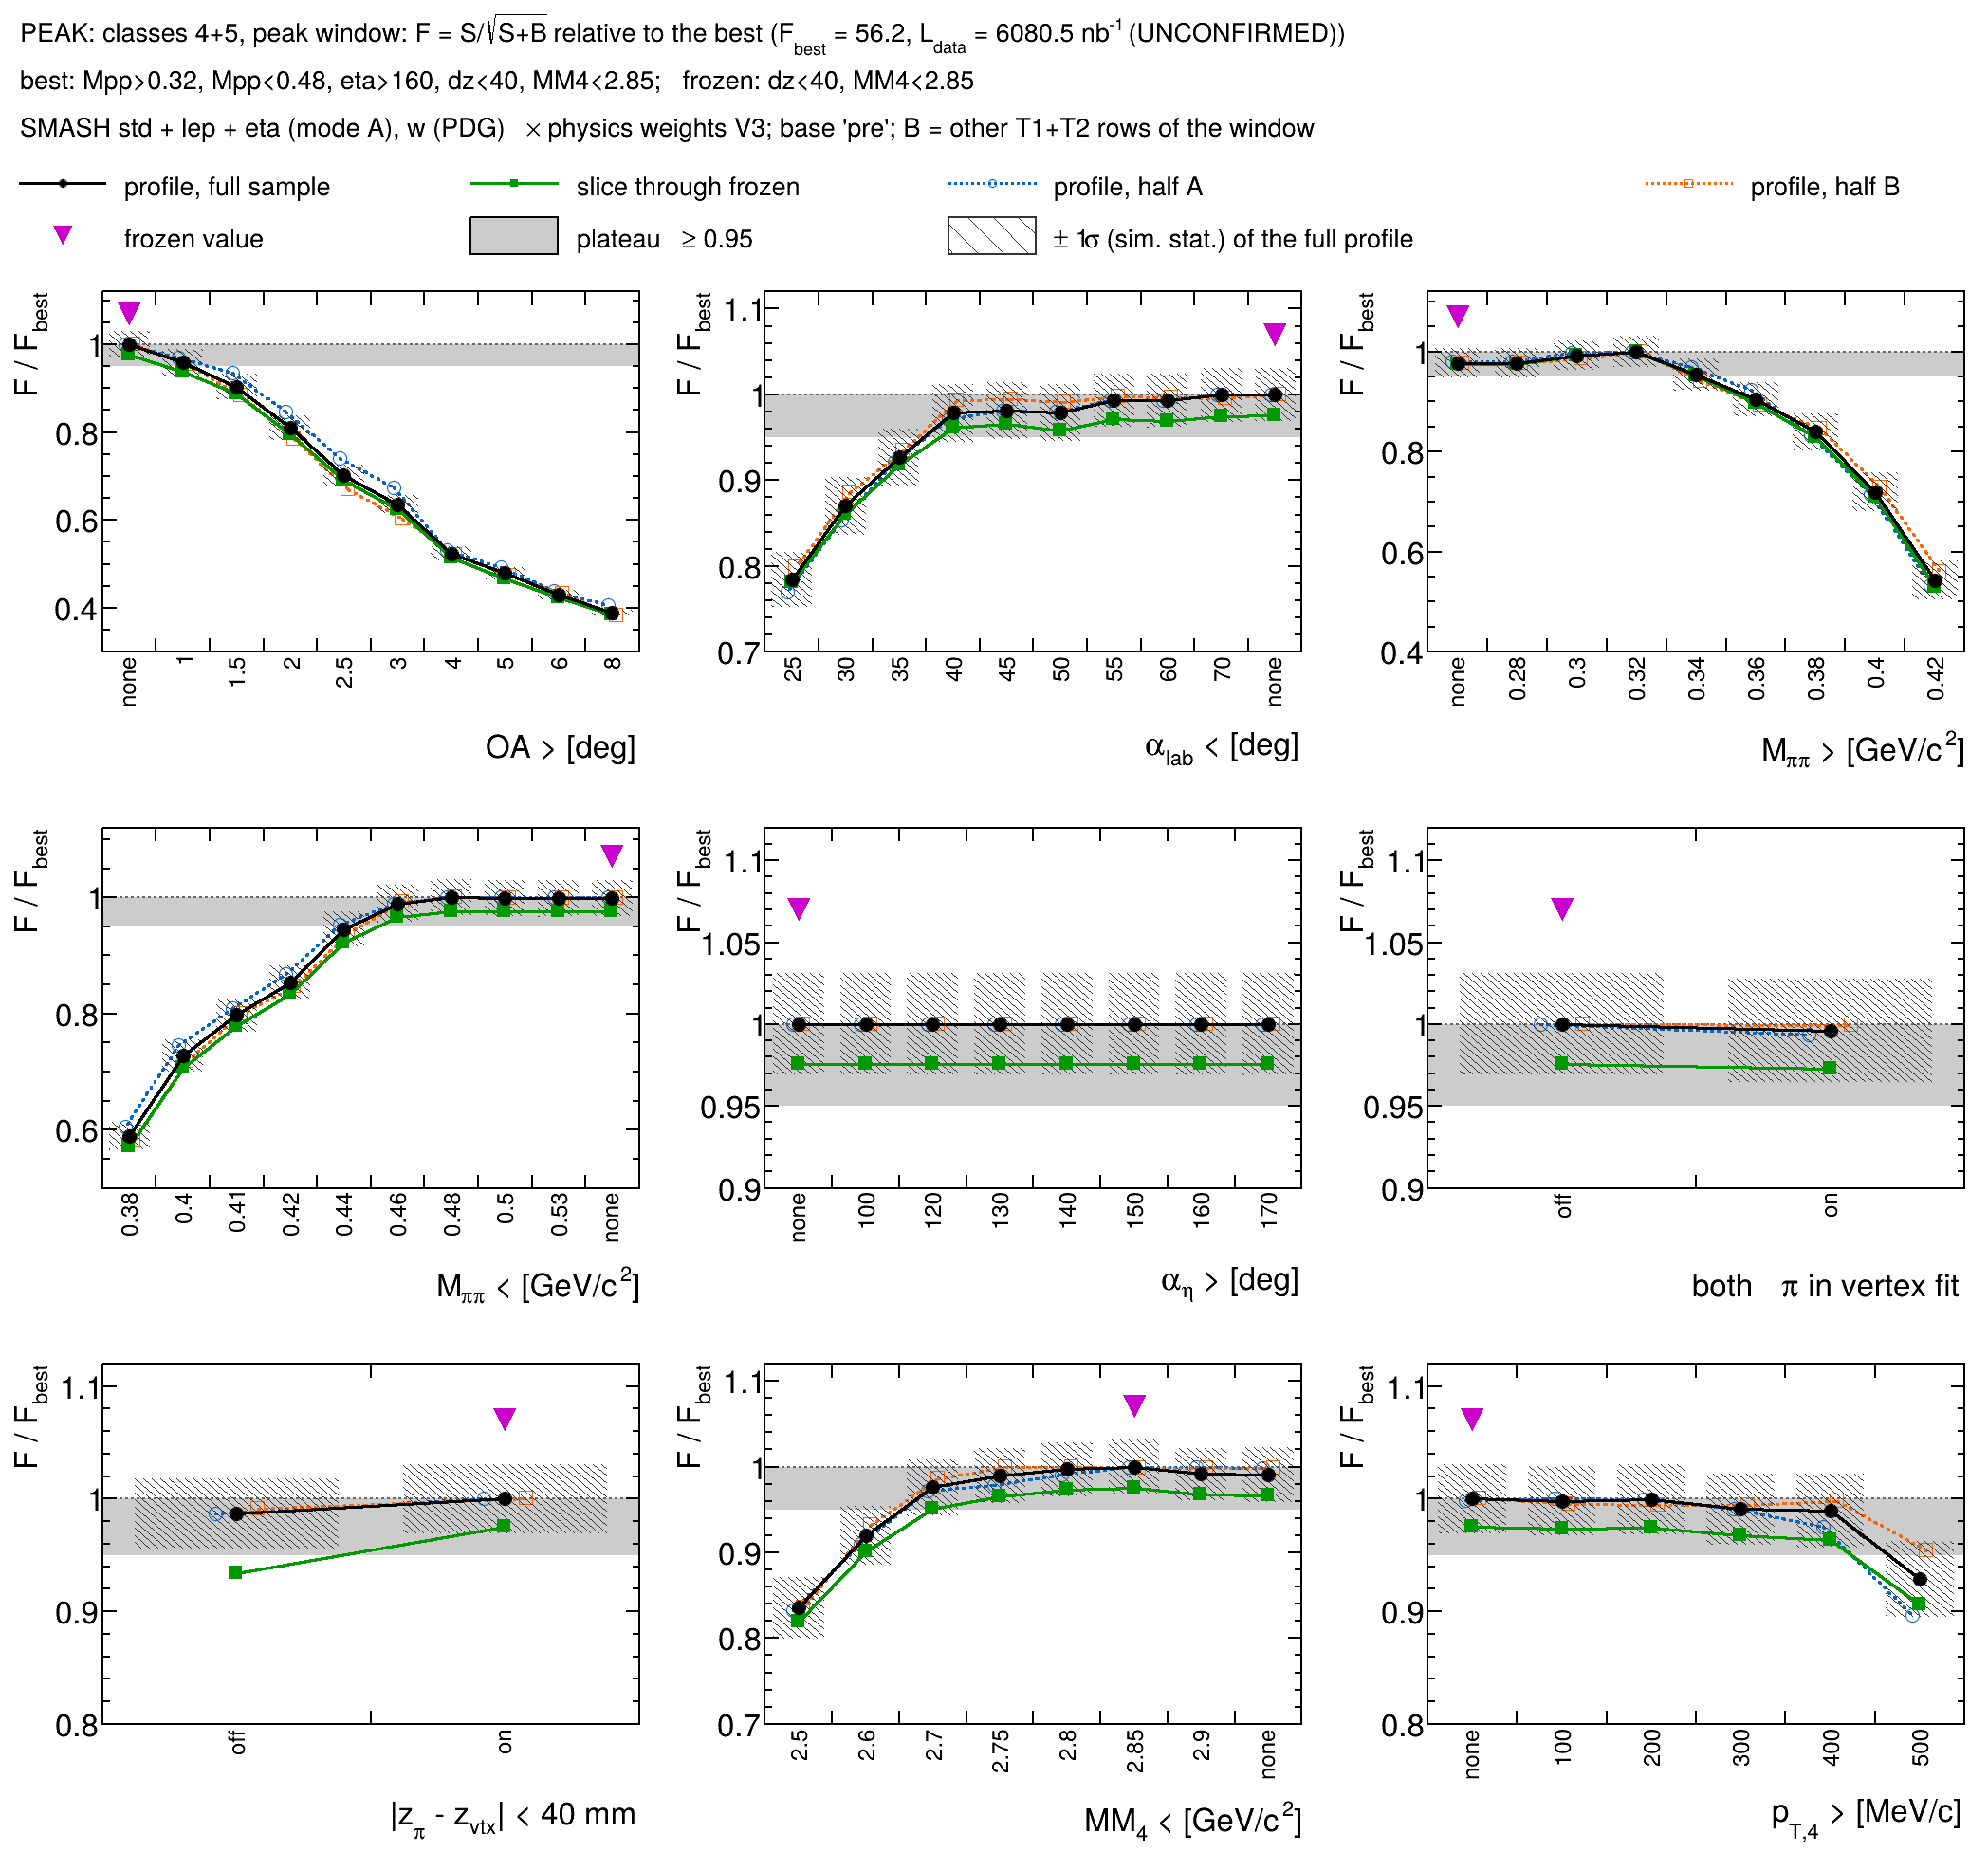 PEAK: classes 4+5, peak window: F = S/√S+B relative to the best (F_best = 56.2, L_data = 6080.5 nb⁻¹ (UNCONFIRMED))
best: Mpp>0.32, Mpp<0.48, eta>160, dz<40, MM4<2.85; frozen: dz<40, MM4<2.85
SMASH std + lep + eta (mode A), w (PDG) × physics weights V3; base 'pre'; B = other T1+T2 rows of the window
profile, full sample
slice through frozen
profile, half A
profile, half B
frozen value
plateau ≥ 0.95
± 1σ (sim. stat.) of the full profile
F / F_best
1
0.8
0.6
0.4
none 1 1.5 2 2.5 3 4 5 6 8
OA > [deg]
F / F_best
1.1
1
0.9
0.8
0.7
25 30 35 40 45 50 55 60 70 none
α_lab < [deg]
F / F_best
1
0.8
0.6
0.4
none 0.28 0.3 0.32 0.34 0.36 0.38 0.4 0.42
M_ππ > [GeV/c²]
F / F_best
1
0.8
0.6
0.38 0.4 0.41 0.42 0.44 0.46 0.48 0.5 0.53 none
M_ππ < [GeV/c²]
F / F_best
1.1
1.05
1
0.95
0.9
none 100 120 130 140 150 160 170
α_η > [deg]
F / F_best
1.1
1.05
1
0.95
0.9
off on
both π in vertex fit
F / F_best
1.1
1
0.9
0.8
off on
|z_π - z_vtx| < 40 mm
F / F_best
1.1
1
0.9
0.8
0.7
2.5 2.6 2.7 2.75 2.8 2.85 2.9 none
MM₄ < [GeV/c²]
F / F_best
1.1
1
0.9
0.8
none 100 200 300 400 500
p_T,4 > [MeV/c]